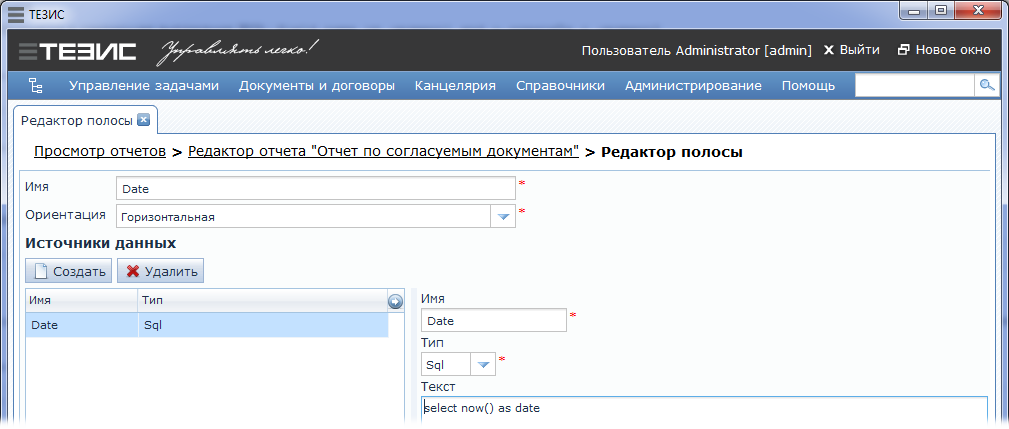 ТЕЗИС
ТЕЗИС Управлять легко! Пользователь Administrator [admin] Выйти Новое окно
Управление задачами Документы и договоры Канцелярия Справочники Администрирование Помощь
Редактор полосы
Просмотр отчетов > Редактор отчета "Отчет по согласуемым документам" > Редактор полосы
Имя Date *
Ориентация Горизонтальная *
Источники данных
Создать Удалить
Имя Тип
Date Sql
Имя
Date *
Тип
Sql *
Текст
select now() as date